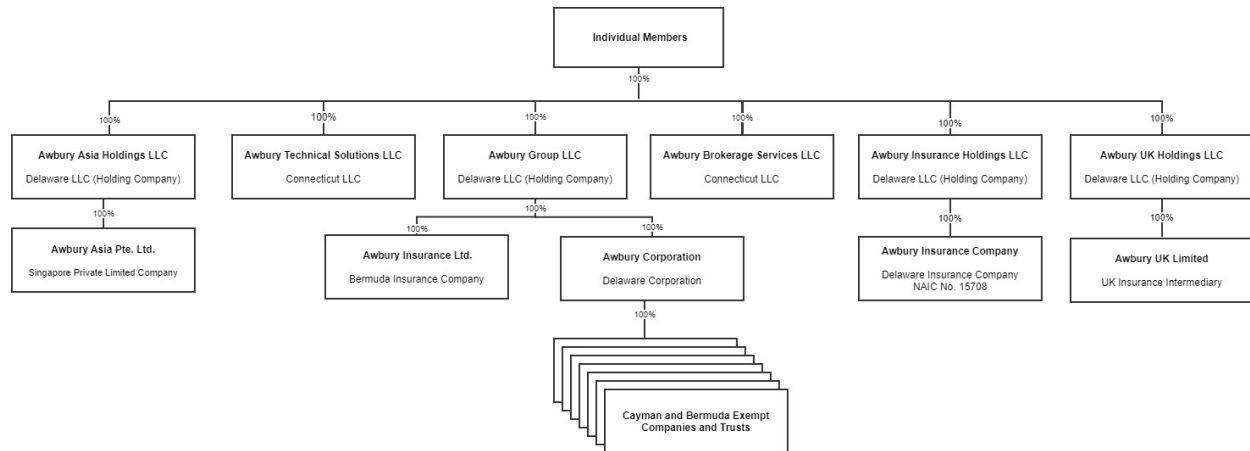 Individual Members
100%
100%
100%
100%
100%
100%
100%
Awbury Asia Holdings LLC
Delaware LLC (Holding Company)
Awbury Technical Solutions LLC
Connecticut LLC
Awbury Group LLC
Delaware LLC (Holding Company)
Awbury Brokerage Services LLC
Connecticut LLC
Awbury Insurance Holdings LLC
Delaware LLC (Holding Company)
Awbury UK Holdings LLC
Delaware LLC (Holding Company)
100%
100%
100%
100%
100%
100%
Awbury Asia Pte. Ltd.
Singapore Private Limited Company
Awbury Insurance Ltd.
Bermuda Insurance Company
Awbury Corporation
Delaware Corporation
Awbury Insurance Company
Delaware Insurance Company
NAIC No. 15708
Awbury UK Limited
UK Insurance Intermediary
100%
Cayman and Bermuda Exempt
Companies and Trusts